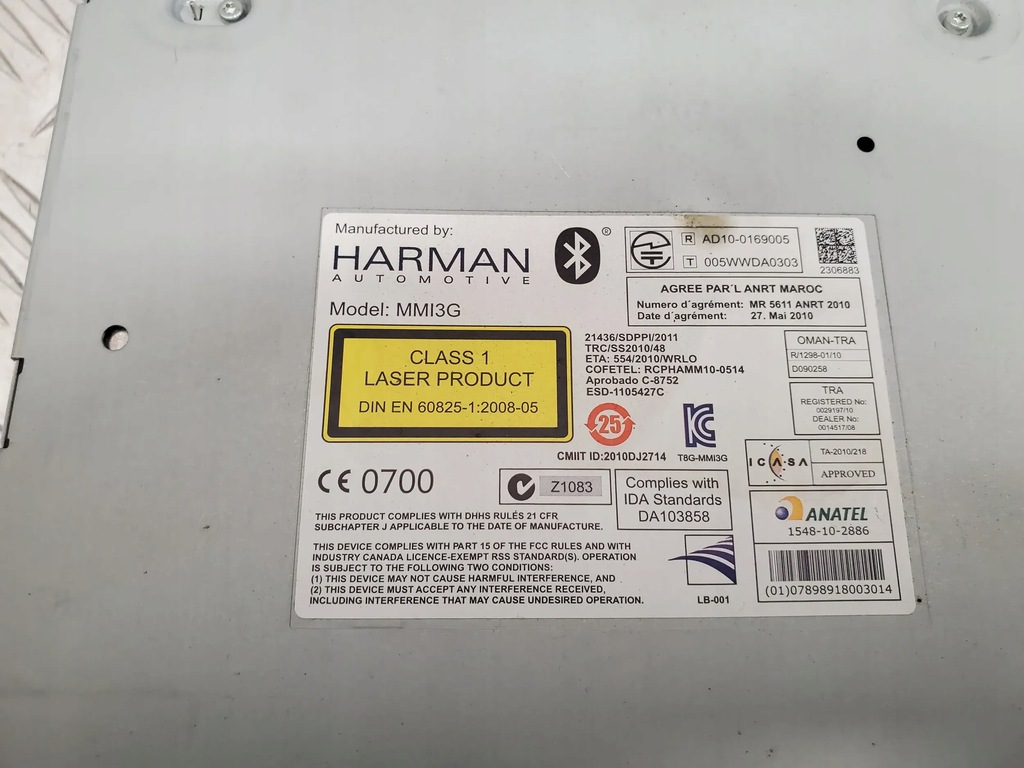 Manufactured by:
HARMAN
AUTOMOTIVE
®
Model: MMI3G
R AD10-0169005
T 005WWDA0303
2306883
AGREE PAR´L ANRT MAROC
Numero d´agrément: MR 5611 ANRT 2010
Date d´agrément: 27. Mai 2010
CLASS 1
LASER PRODUCT
DIN EN 60825-1:2008-05
21436/SDPPI/2011
TRC/SS2010/48
ETA: 554/2010/WRLO
COFETEL: RCPHAMM10-0514
Aprobado C-8752
ESD-1105427C
OMAN-TRA
R/1298-01/10
D090258
TRA
REGISTERED No:
0029197/10
DEALER No:
0014517/08
25
CMIIT ID:2010DJ2714
T8G-MMI3G
ICASA
TA-2010/218
APPROVED
CE 0700
Z1083
Complies with
IDA Standards
DA103858
ANATEL
1548-10-2886
(01)07898918003014
THIS PRODUCT COMPLIES WITH DHHS RULES 21 CFR
SUBCHAPTER J APPLICABLE TO THE DATE OF MANUFACTURE.
THIS DEVICE COMPLIES WITH PART 15 OF THE FCC RULES AND WITH
INDUSTRY CANADA LICENCE-EXEMPT RSS STANDARD(S). OPERATION
IS SUBJECT TO THE FOLLOWING TWO CONDITIONS:
(1) THIS DEVICE MAY NOT CAUSE HARMFUL INTERFERENCE, AND
(2) THIS DEVICE MUST ACCEPT ANY INTERFERENCE RECEIVED,
INCLUDING INTERFERENCE THAT MAY CAUSE UNDESIRED OPERATION.
LB-001